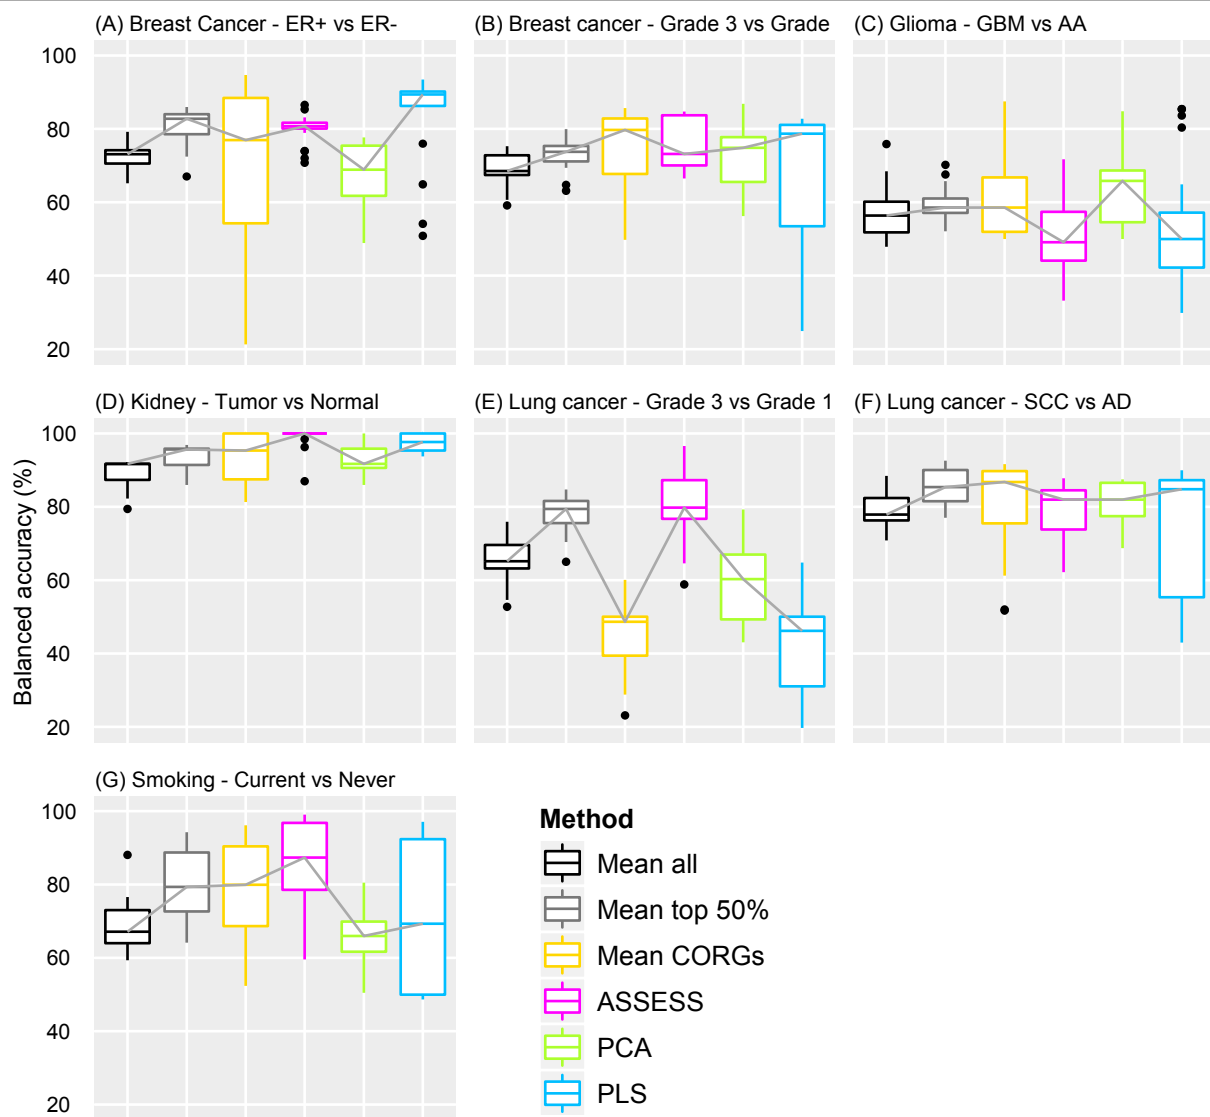 (A) Breast Cancer - ER+ vs ER-
(B) Breast cancer - Grade 3 vs Grade
(C) Glioma - GBM vs AA
100
80
60
40
20
(D) Kidney - Tumor vs Normal
(E) Lung cancer - Grade 3 vs Grade 1
(F) Lung cancer - SCC vs AD
100
80
60
40
20
Balanced accuracy (%)
(G) Smoking - Current vs Never
100
80
60
40
20
Method
Mean all
Mean top 50%
Mean CORGs
ASSESS
PCA
PLS